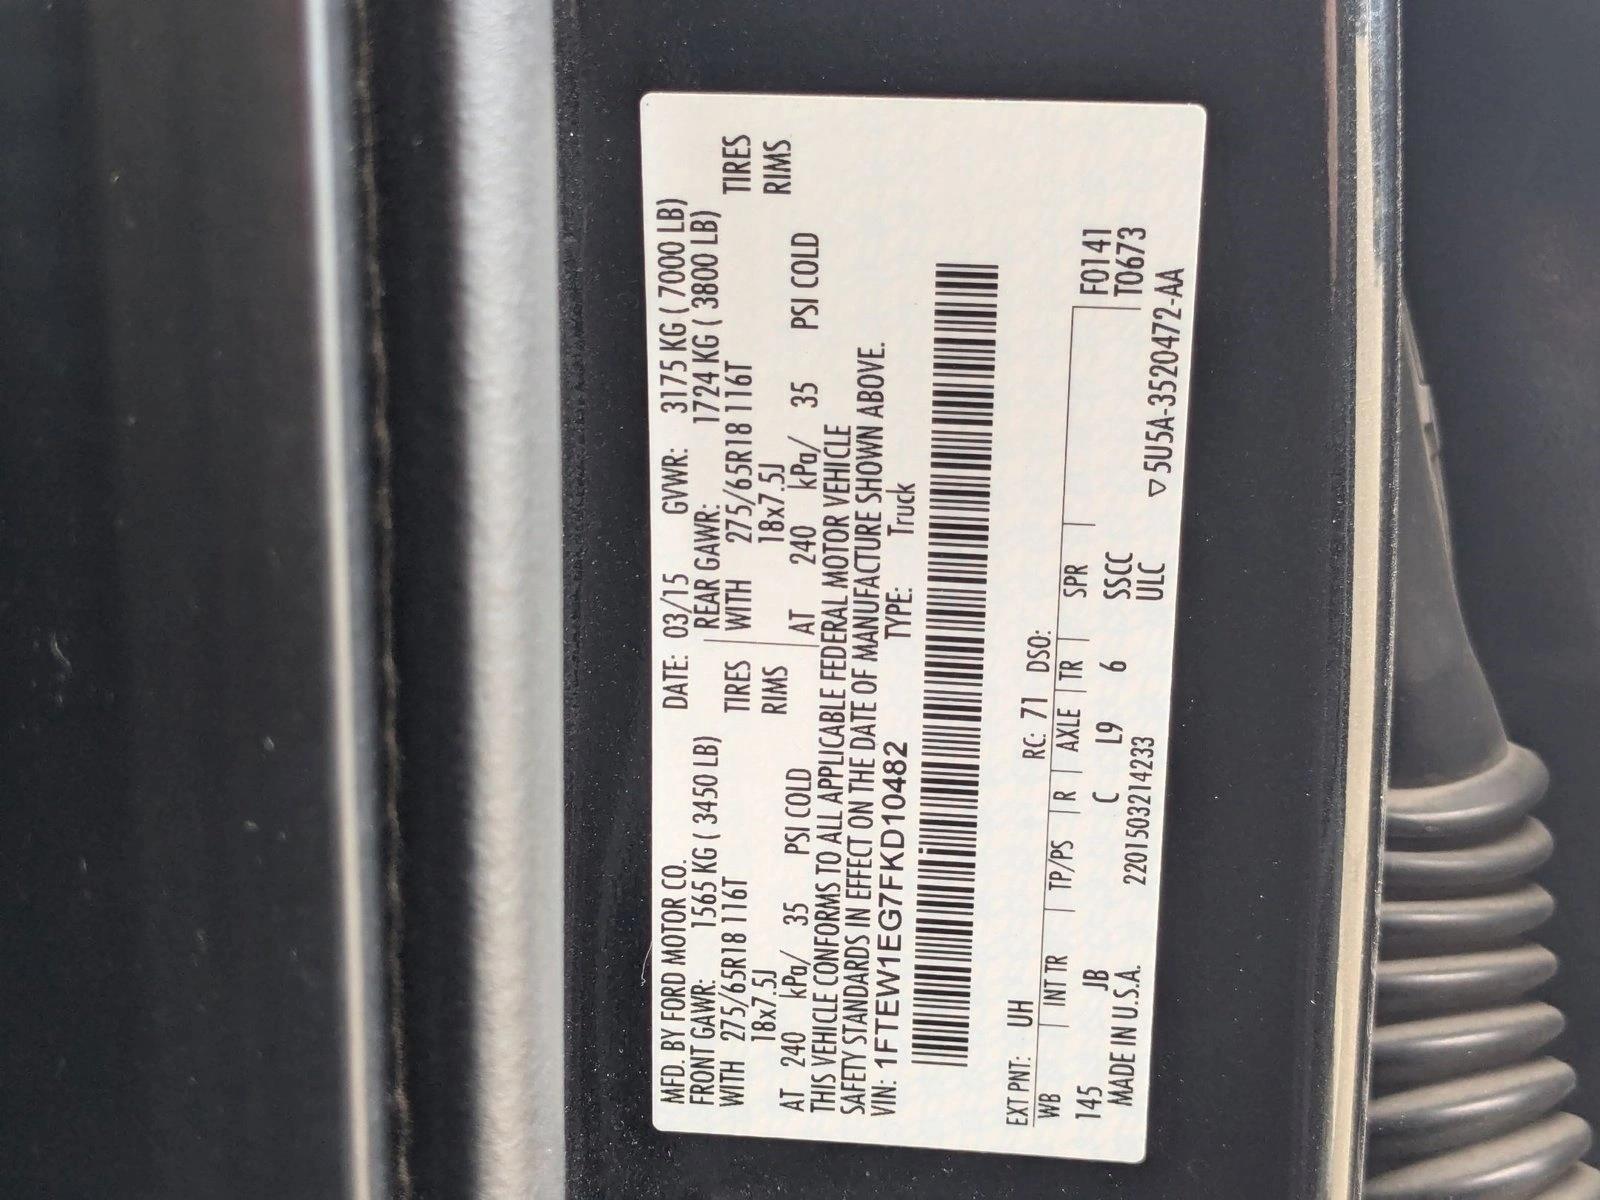 MFD. BY FORD MOTOR CO. DATE: 03/15 GVWR: 3175 KG ( 7000 LB)
FRONT GAWR: 1565 KG ( 3450 LB) REAR GAWR: 1724 KG ( 3800 LB)
WITH 275/65R18 116T TIRES WITH 275/65R18 116T TIRES
18x7.5J RIMS 18x7.5J RIMS
AT 240 kPa/ 35 PSI COLD AT 240 kPa/ 35 PSI COLD
THIS VEHICLE CONFORMS TO ALL APPLICABLE FEDERAL MOTOR VEHICLE
SAFETY STANDARDS IN EFFECT ON THE DATE OF MANUFACTURE SHOWN ABOVE.
VIN: 1FTEW1EG7FKD10482 TYPE: Truck
EXT PNT: UH RC: 71 DSO:
WB INT TR TP/PS R AXLE TR SPR F0141
145 JB C L9 6 SSCC T0673
MADE IN U.S.A. 2201503214233 ULC ▽ 5U5A-3520472-AA